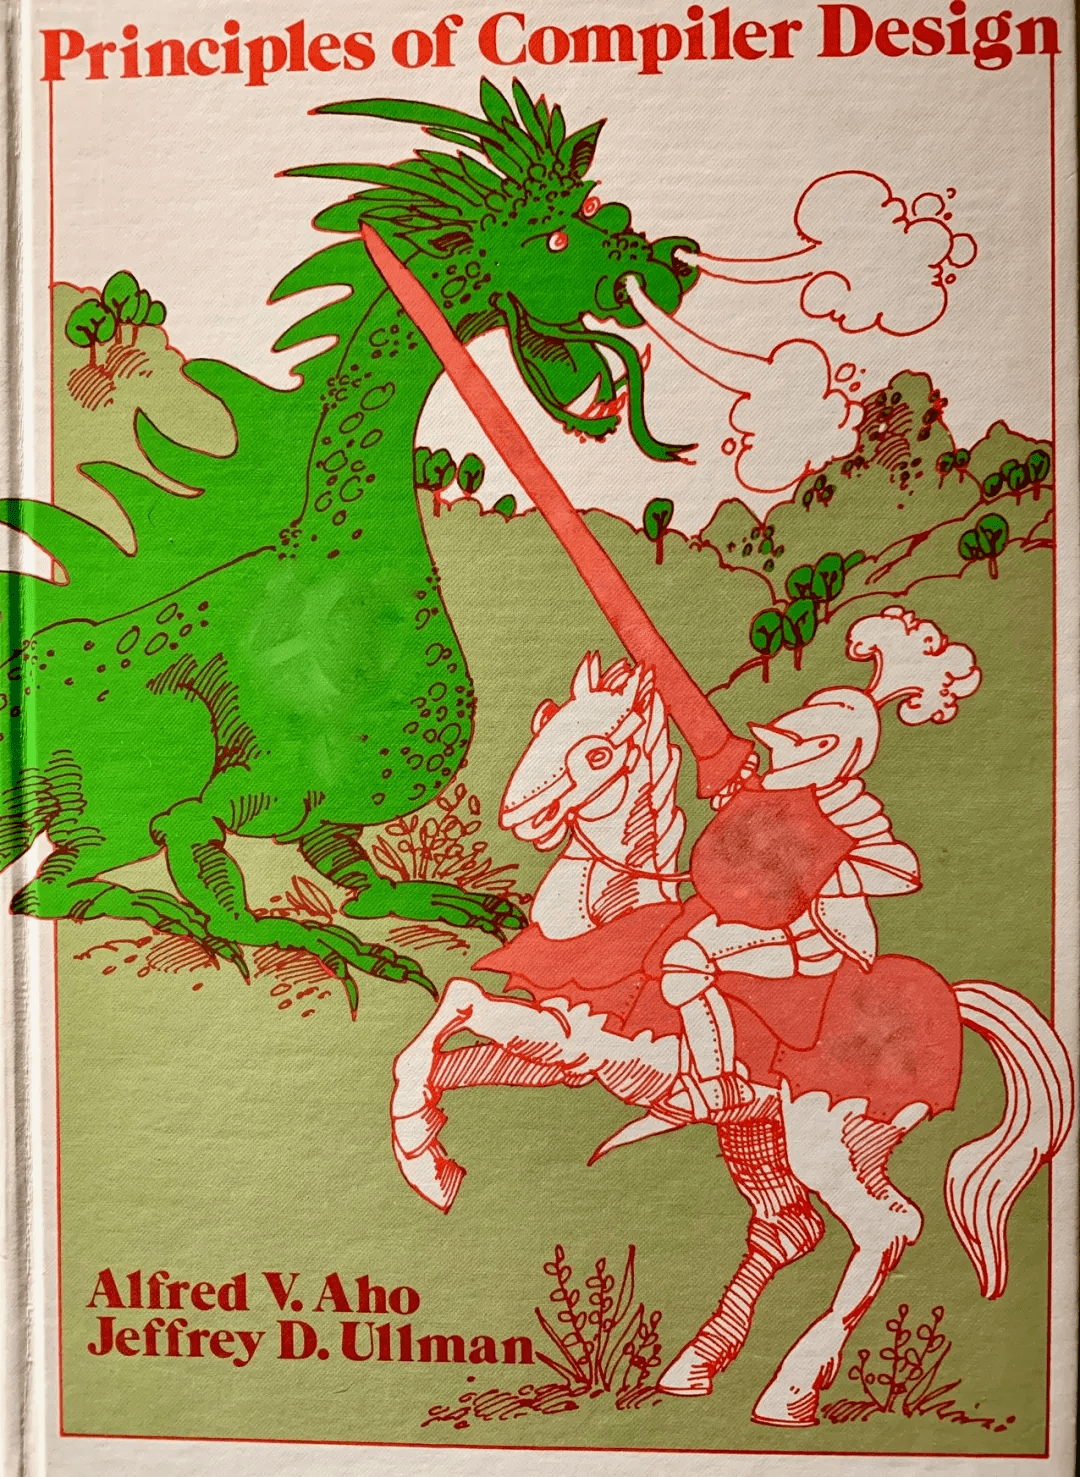 Principles of Compiler Design
Alfred V. Aho
Jeffrey D. Ullman